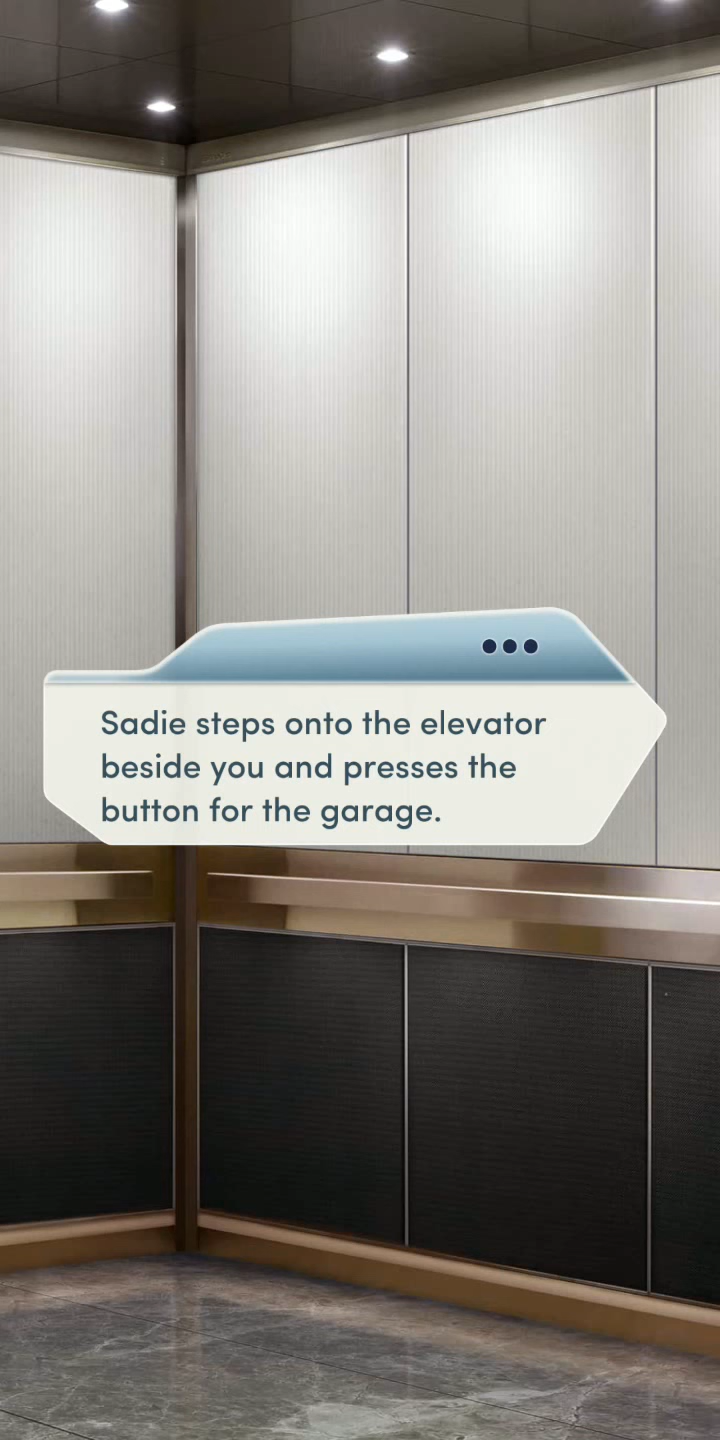 Sadie steps onto the elevator
beside you and presses the
button for the garage.